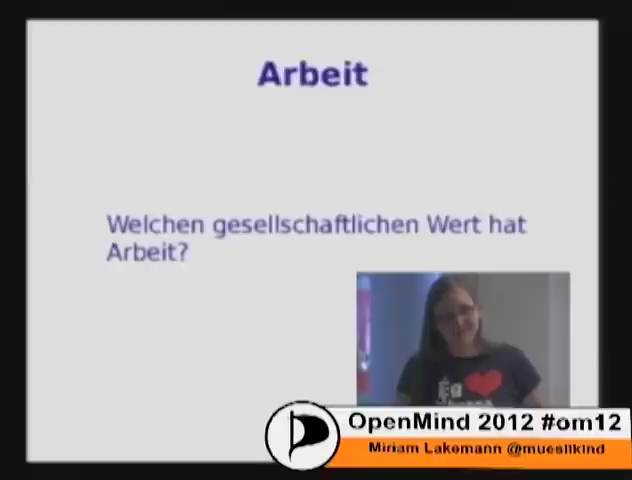 Arbeit
Welchen gesellschaftlichen Wert hat
Arbeit?
OpenMind 2012 #om12
Miriam Lakemann @mueslikind